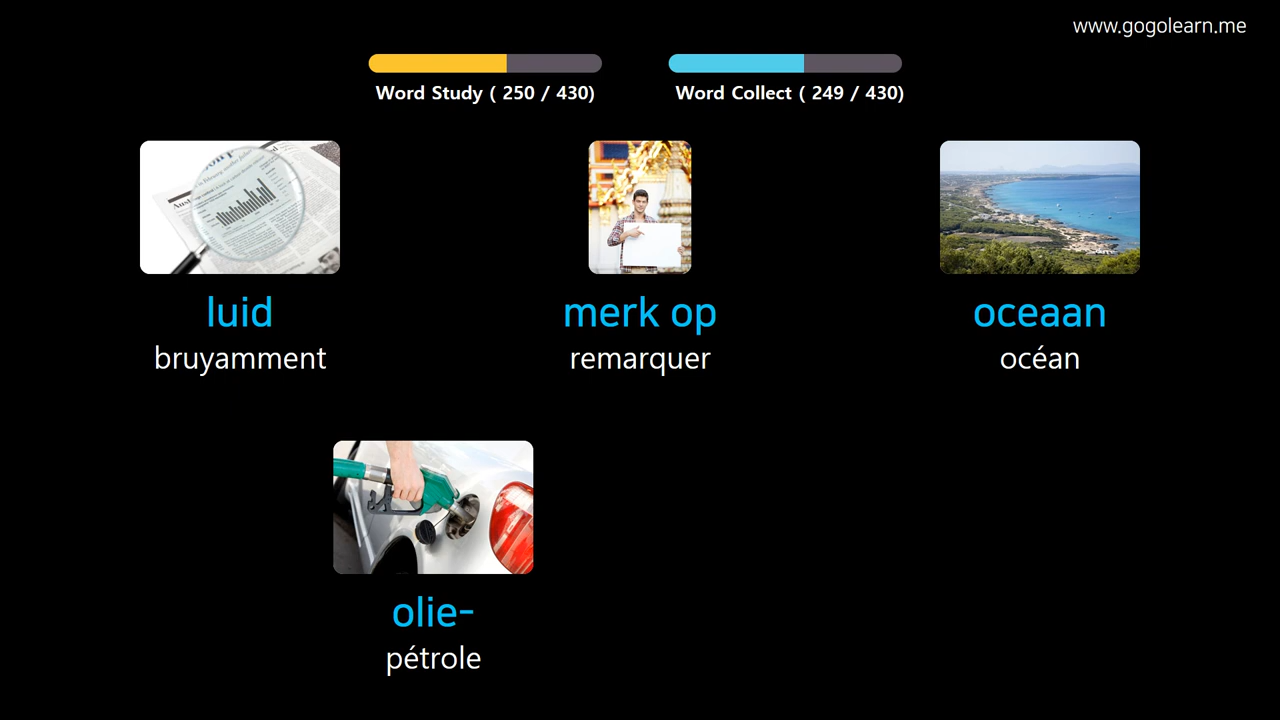 www.gogolearn.me
Word Study ( 250 / 430)
Word Collect ( 249 / 430)
luid
bruyamment
merk op
remarquer
oceaan
océan
olie-
pétrole